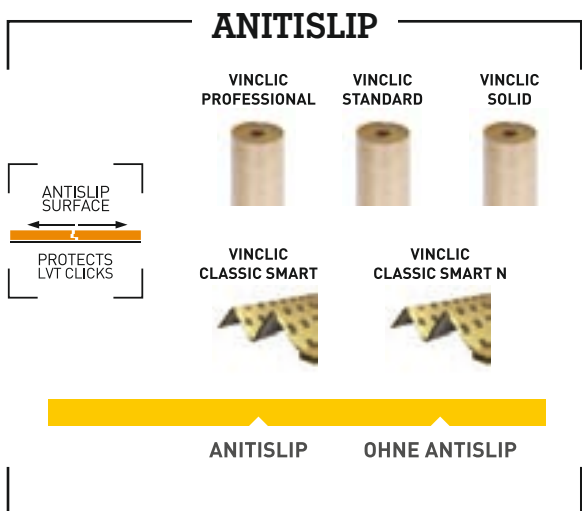 ANITISLIP
VINCLIC
PROFESSIONAL
VINCLIC
STANDARD
VINCLIC
SOLID
ANTISLIP
SURFACE
PROTECTS
LVT CLICKS
VINCLIC
CLASSIC SMART
VINCLIC
CLASSIC SMART N
ANITISLIP
OHNE ANTISLIP